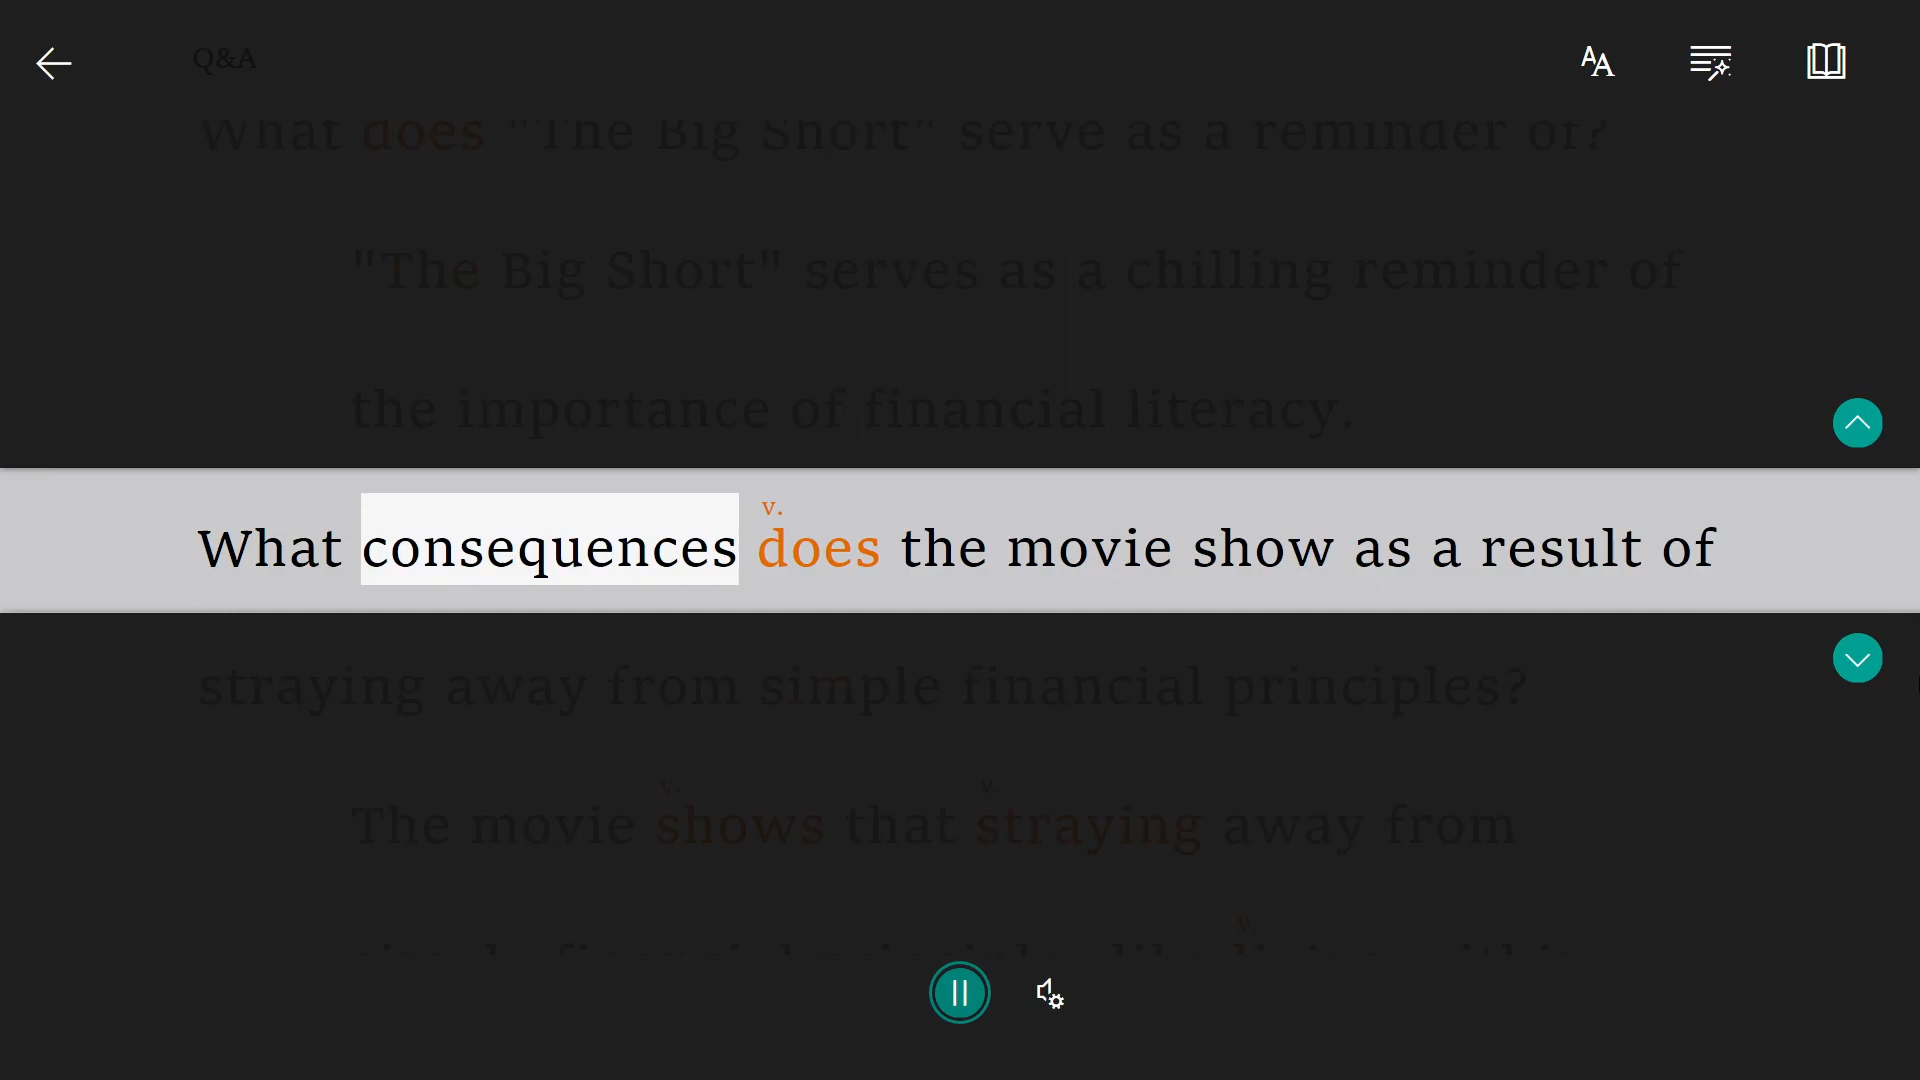 Q&A
What does "The Big Short" serve as a reminder of?
"The Big Short" serves as a chilling reminder of
the importance of financial literacy.
v.
What consequences does the movie show as a result of
straying away from simple financial principles?
v. v.
The movie shows that straying away from
v.